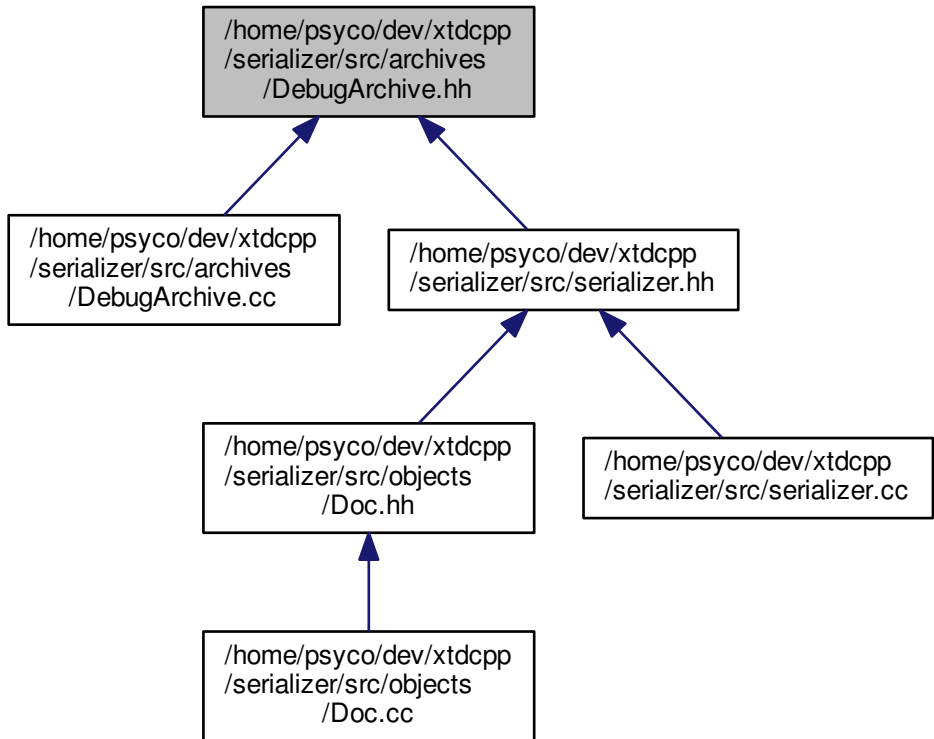 /home/psyco/dev/xtdcpp
/serializer/src/archives
/DebugArchive.hh
/home/psyco/dev/xtdcpp
/serializer/src/archives
/DebugArchive.cc
/home/psyco/dev/xtdcpp
/serializer/src/serializer.hh
/home/psyco/dev/xtdcpp
/serializer/src/objects
/Doc.hh
/home/psyco/dev/xtdcpp
/serializer/src/serializer.cc
/home/psyco/dev/xtdcpp
/serializer/src/objects
/Doc.cc